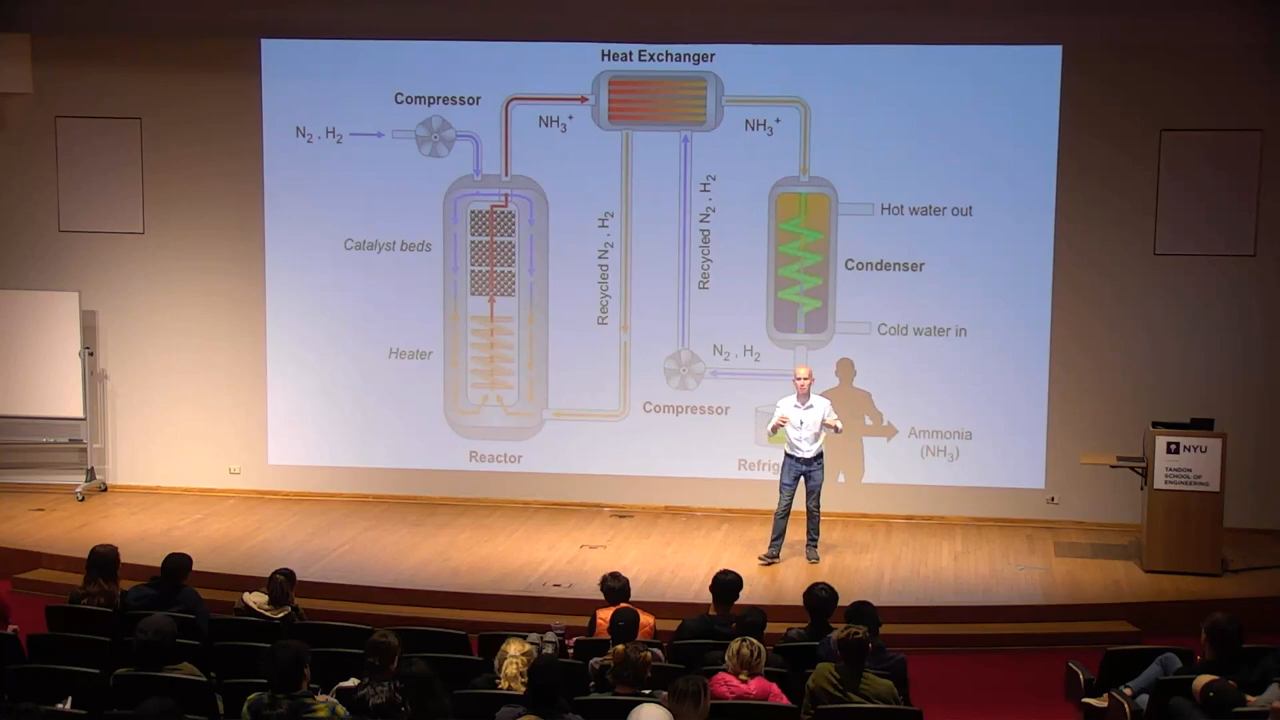 Heat Exchanger
Compressor
N₂ . H₂
NH₃⁺
NH₃⁺
Catalyst beds
Recycled N₂ . H₂
Recycled N₂ . H₂
Hot water out
Condenser
Cold water in
Heater
N₂ . H₂
Compressor
Reactor
Refrig
Ammonia
(NH₃)
NYU
TANDON
SCHOOL OF
ENGINEERING